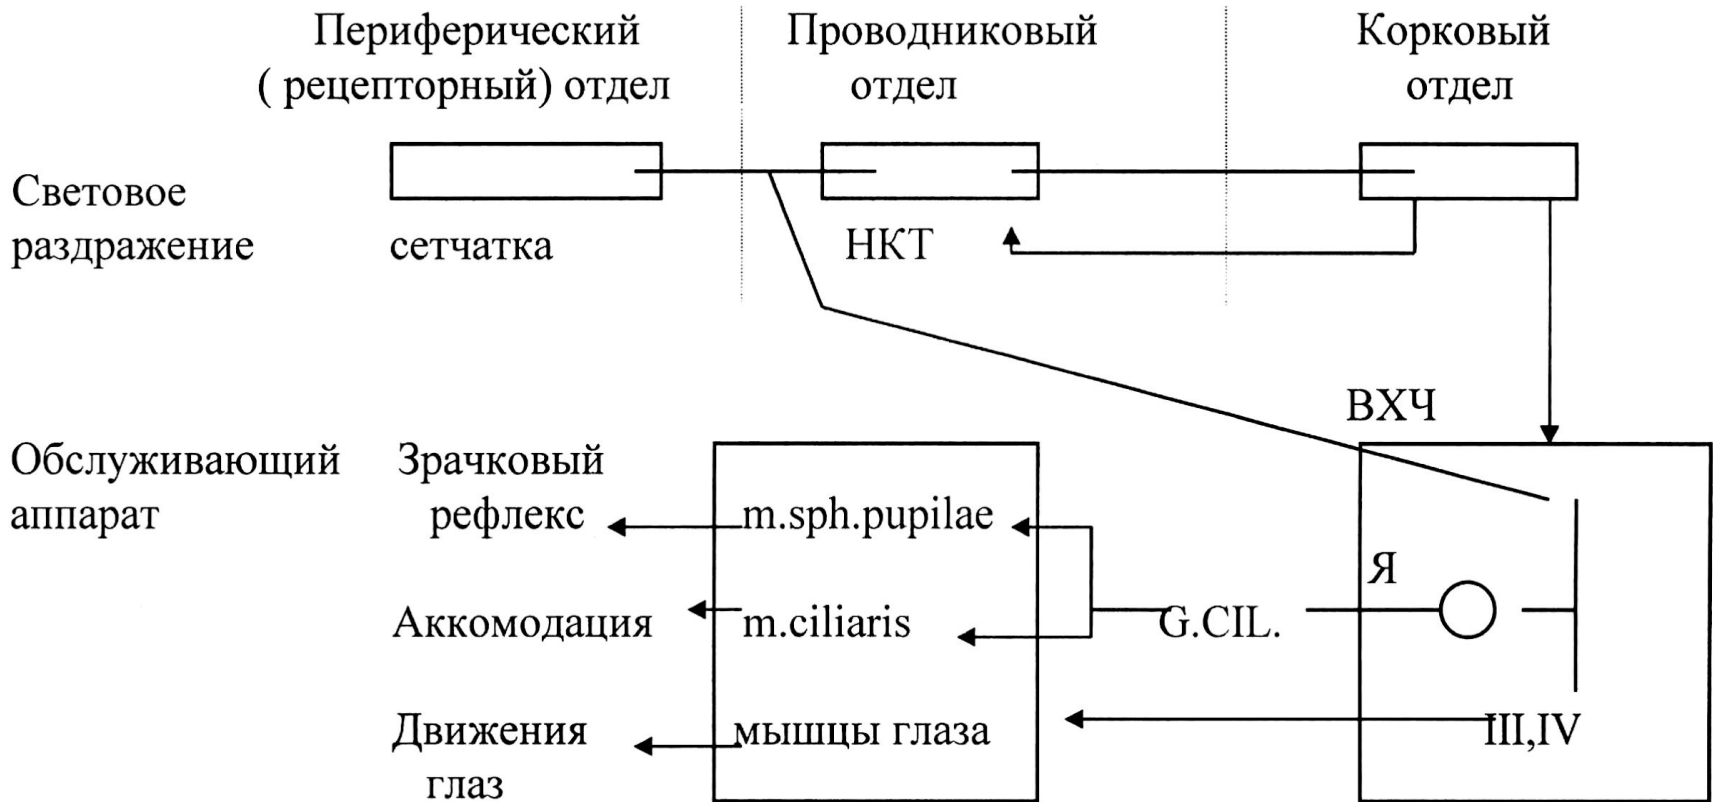 Периферический
( рецепторный) отдел
Проводниковый
отдел
Корковый
отдел
Световое
раздражение
сетчатка
НКТ
ВХЧ
Обслуживающий
аппарат
Зрачковый
рефлекс
m.sph.pupilae
Я
Аккомодация
m.ciliaris
G.CIL.
Движения
глаз
мышцы глаза
III,IV